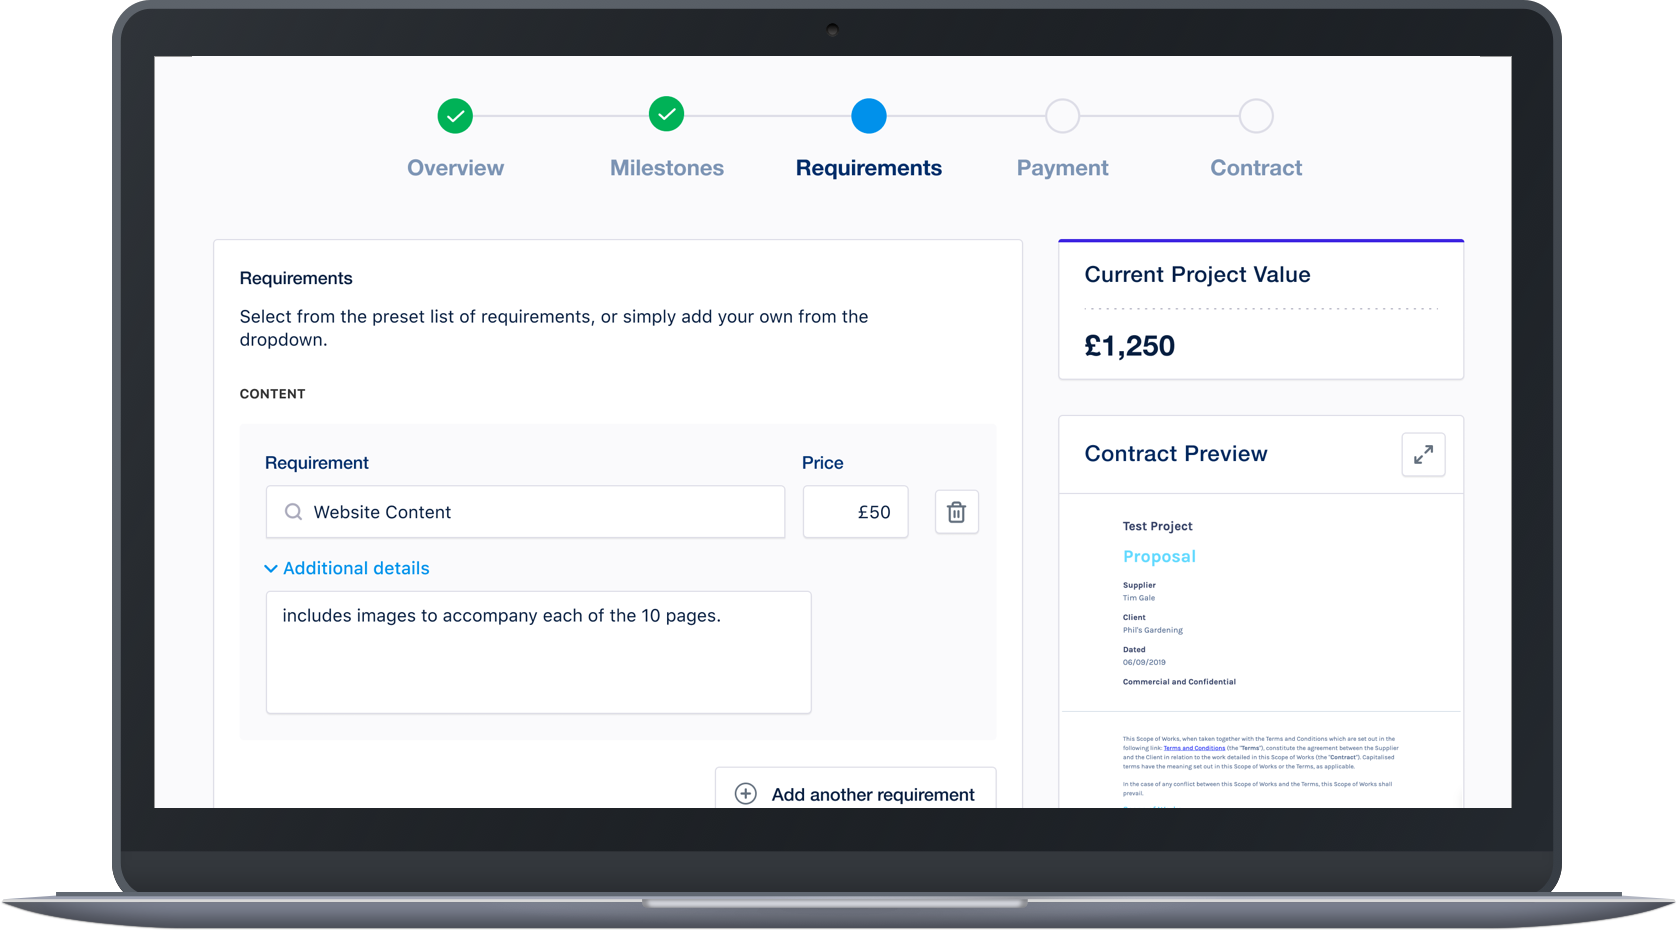 Overview
Milestones
Requirements
Payment
Contract
Requirements
Select from the preset list of requirements, or simply add your own from the
dropdown.
CONTENT
Requirement
Price
Website Content
£50
Additional details
includes images to accompany each of the 10 pages.
Add another requirement
Current Project Value
£1,250
Contract Preview
Test Project
Proposal
Supplier
Tim Gale
Client
Phil's Gardening
Dated
06/09/2019
Commercial and Confidential
This Scope of Works, when taken together with the Terms and Conditions which are set out in the
following link: Terms and Conditions (the "Terms"), constitute the agreement between the Supplier
and the Client in relation to the work detailed in this Scope of Works (the "Contract"). Capitalised
terms have the meaning set out in this Scope of Works or the Terms, as applicable.
In the case of any conflict between this Scope of Works and the Terms, this Scope of Works shall
prevail.